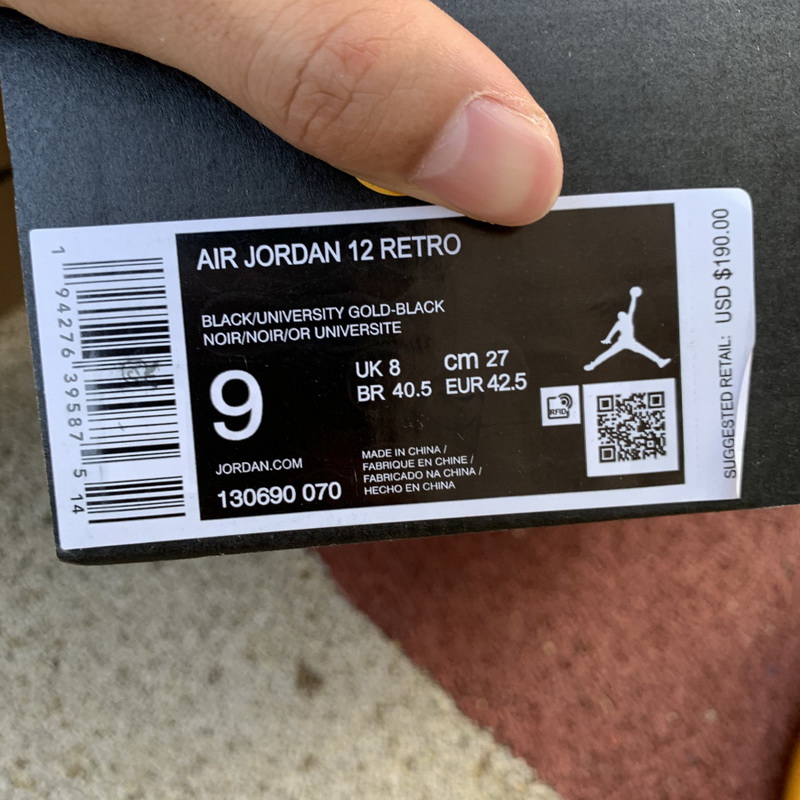 AIR JORDAN 12 RETRO
BLACK/UNIVERSITY GOLD-BLACK
NOIR/NOIR/OR UNIVERSITE
9
UK 8 cm 27
BR 40.5 EUR 42.5
JORDAN.COM
130690 070
MADE IN CHINA /
FABRIQUE EN CHINE /
FABRICADO NA CHINA /
HECHO EN CHINA
RFID
SUGGESTED RETAIL: USD $190.00
1 94276 39587 5 14